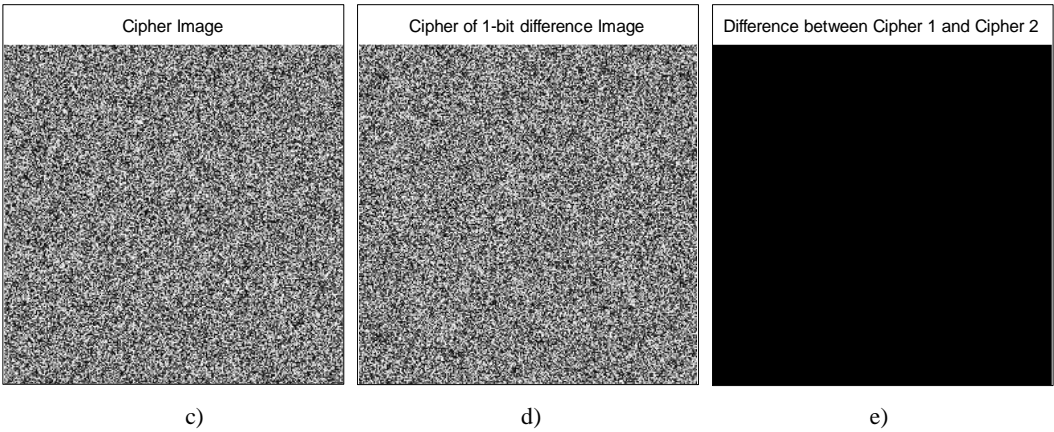 Cipher Image
Cipher of 1-bit difference Image
Difference between Cipher 1 and Cipher 2
c)
d)
e)